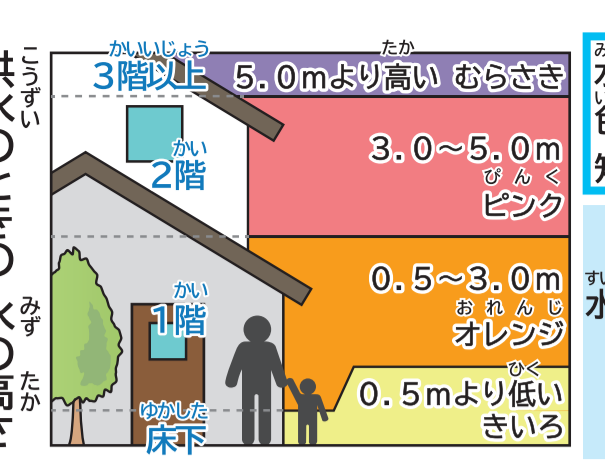 かいいじょう
3階以上
たか
5.0mより高い むらさき
3.0～5.0m
ぴんく
ピンク
かい
2階
0.5～3.0m
おれんじ
オレンジ
かい
1階
ひく
0.5mより低い
きいろ
ゆかした
床下
こうずい
みず
たか